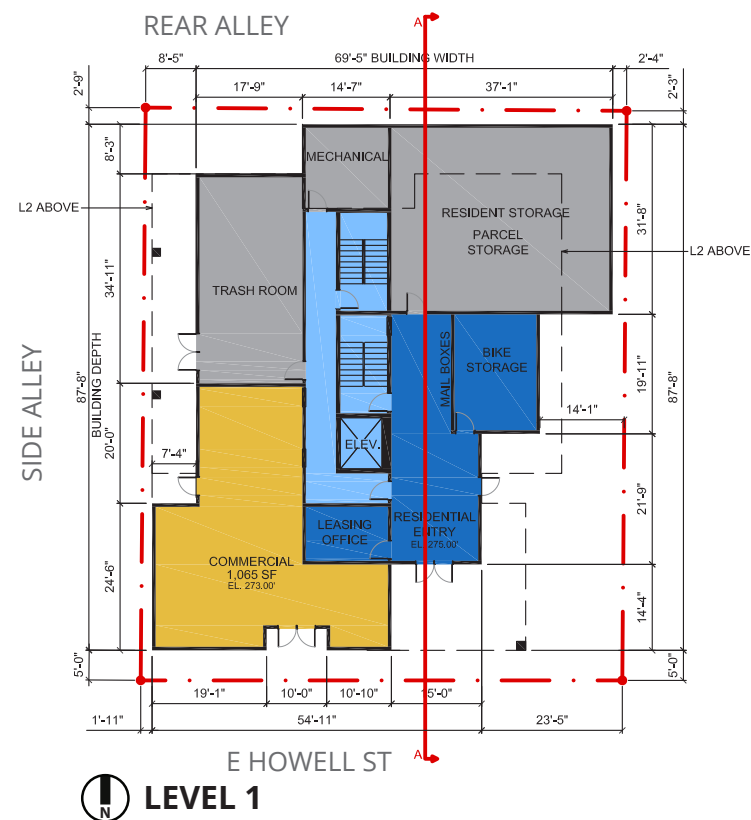 REAR ALLEY
A
8'-5"
69'-5" BUILDING WIDTH
2'-4"
2'-9"
17'-9"
14'-7"
37'-1"
2'-3"
8'-3"
MECHANICAL
L2 ABOVE
RESIDENT STORAGE
PARCEL
STORAGE
31'-8"
L2 ABOVE
34'-11"
TRASH ROOM
SIDE ALLEY
87'-8"
BUILDING DEPTH
MAIL BOXES
BIKE
STORAGE
19'-11"
87'-8"
14'-1"
20'-0"
7'-4"
ELEV.
LEASING
OFFICE
RESIDENTIAL
ENTRY
EL. 275.00'
21'-9"
COMMERCIAL
1,065 SF
EL. 273.00'
24'-6"
14'-4"
5'-0"
5'-0"
19'-1"
10'-0"
10'-10"
15'-0"
1'-11"
54'-11"
23'-5"
A
E HOWELL ST
N
LEVEL 1